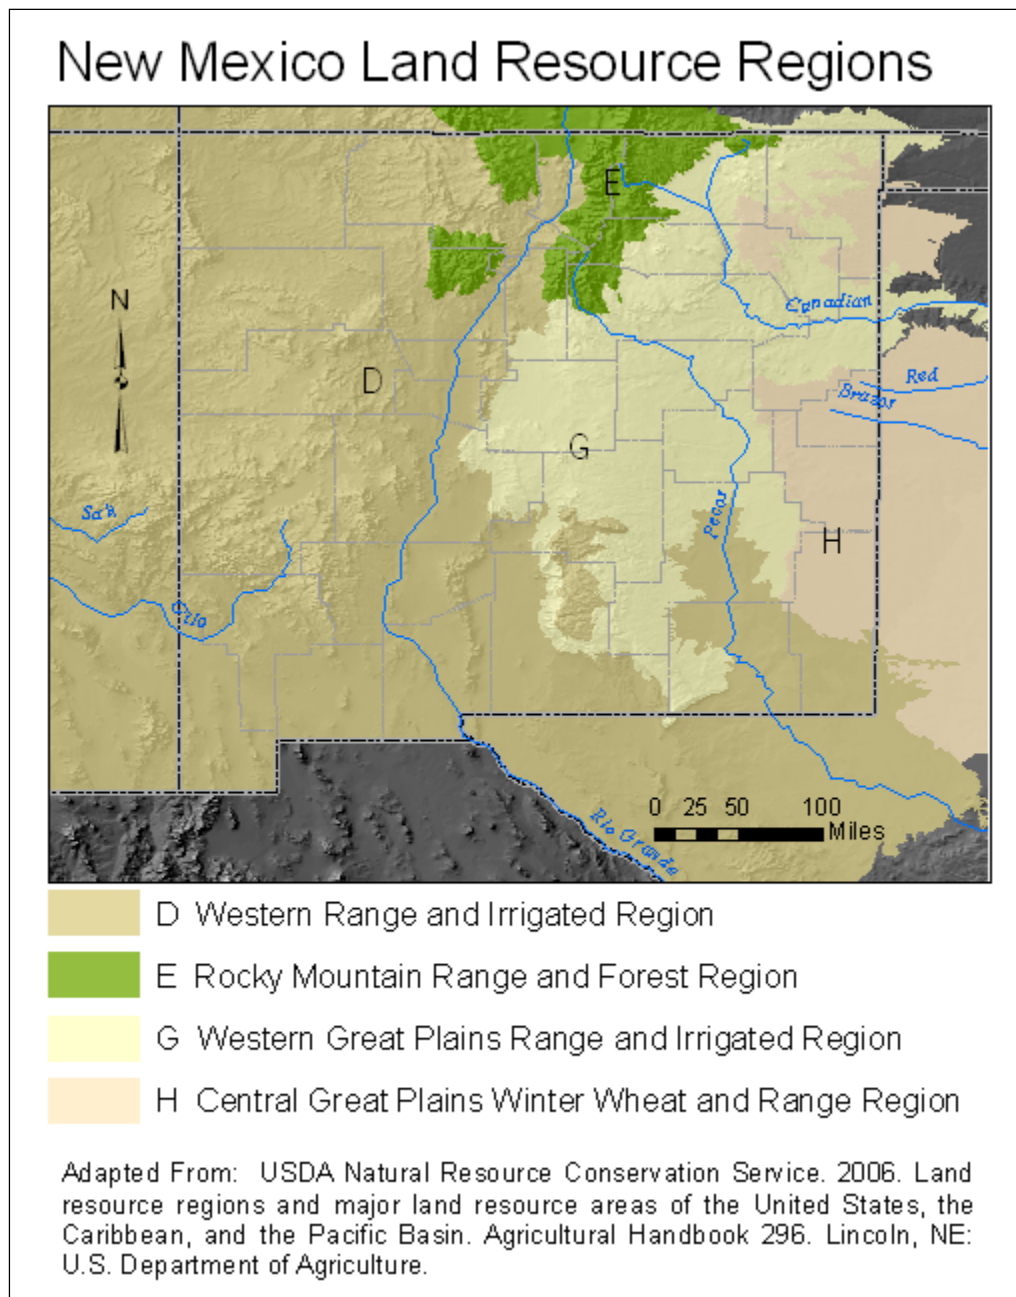 New Mexico Land Resource Regions
E
N
Canadian
Red
D
Brazos
G
Pecos
Salt
H
Gila
0 25 50 100
Miles
Rio Grande
D Western Range and Irrigated Region
E Rocky Mountain Range and Forest Region
G Western Great Plains Range and Irrigated Region
H Central Great Plains Winter Wheat and Range Region
Adapted From: USDA Natural Resource Conservation Service. 2006. Land
resource regions and major land resource areas of the United States, the
Caribbean, and the Pacific Basin. Agricultural Handbook 296. Lincoln, NE:
U.S. Department of Agriculture.